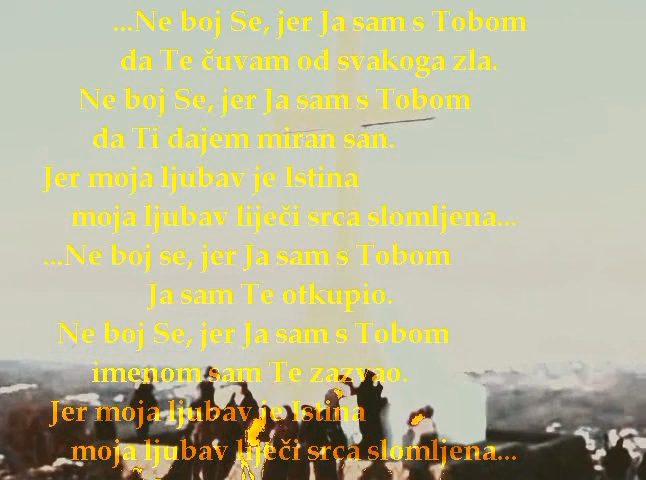 ...Ne boj Se, jer Ja sam s Tobom
da Te čuvam od svakoga zla.
Ne boj Se, jer Ja sam s Tobom
da Ti dajem miran san.
Jer moja ljubav je Istina
moja ljubav liječi srca slomljena...
...Ne boj se, jer Ja sam s Tobom
Ja sam Te otkupio.
Ne boj Se, jer Ja sam s Tobom
imenom sam Te zazvao.
Jer moja ljubav je Istina
moja ljubav liječi srca slomljena...